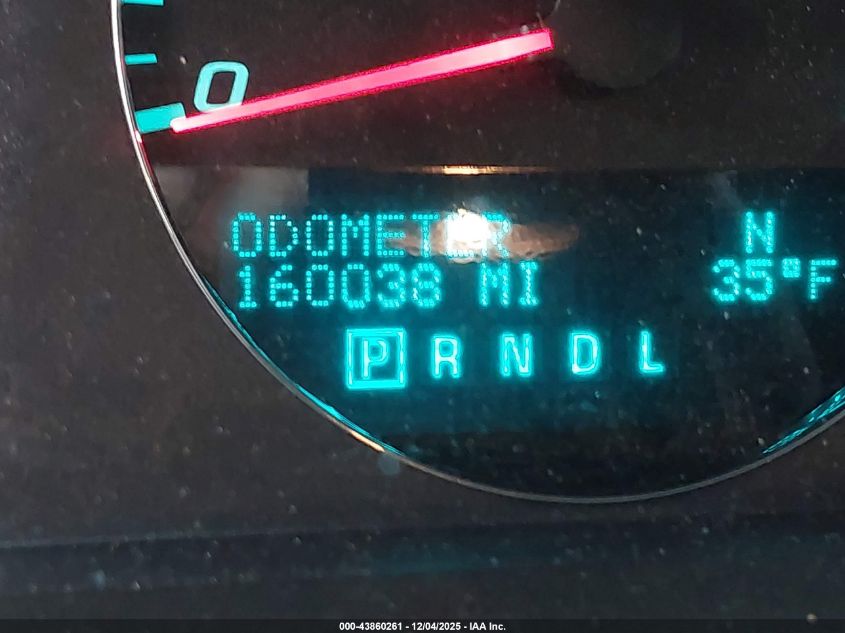 0
ODOMETER N
160038 MI 35°F
P R N D L
000-43860261 - 12/04/2025 - IAA Inc.